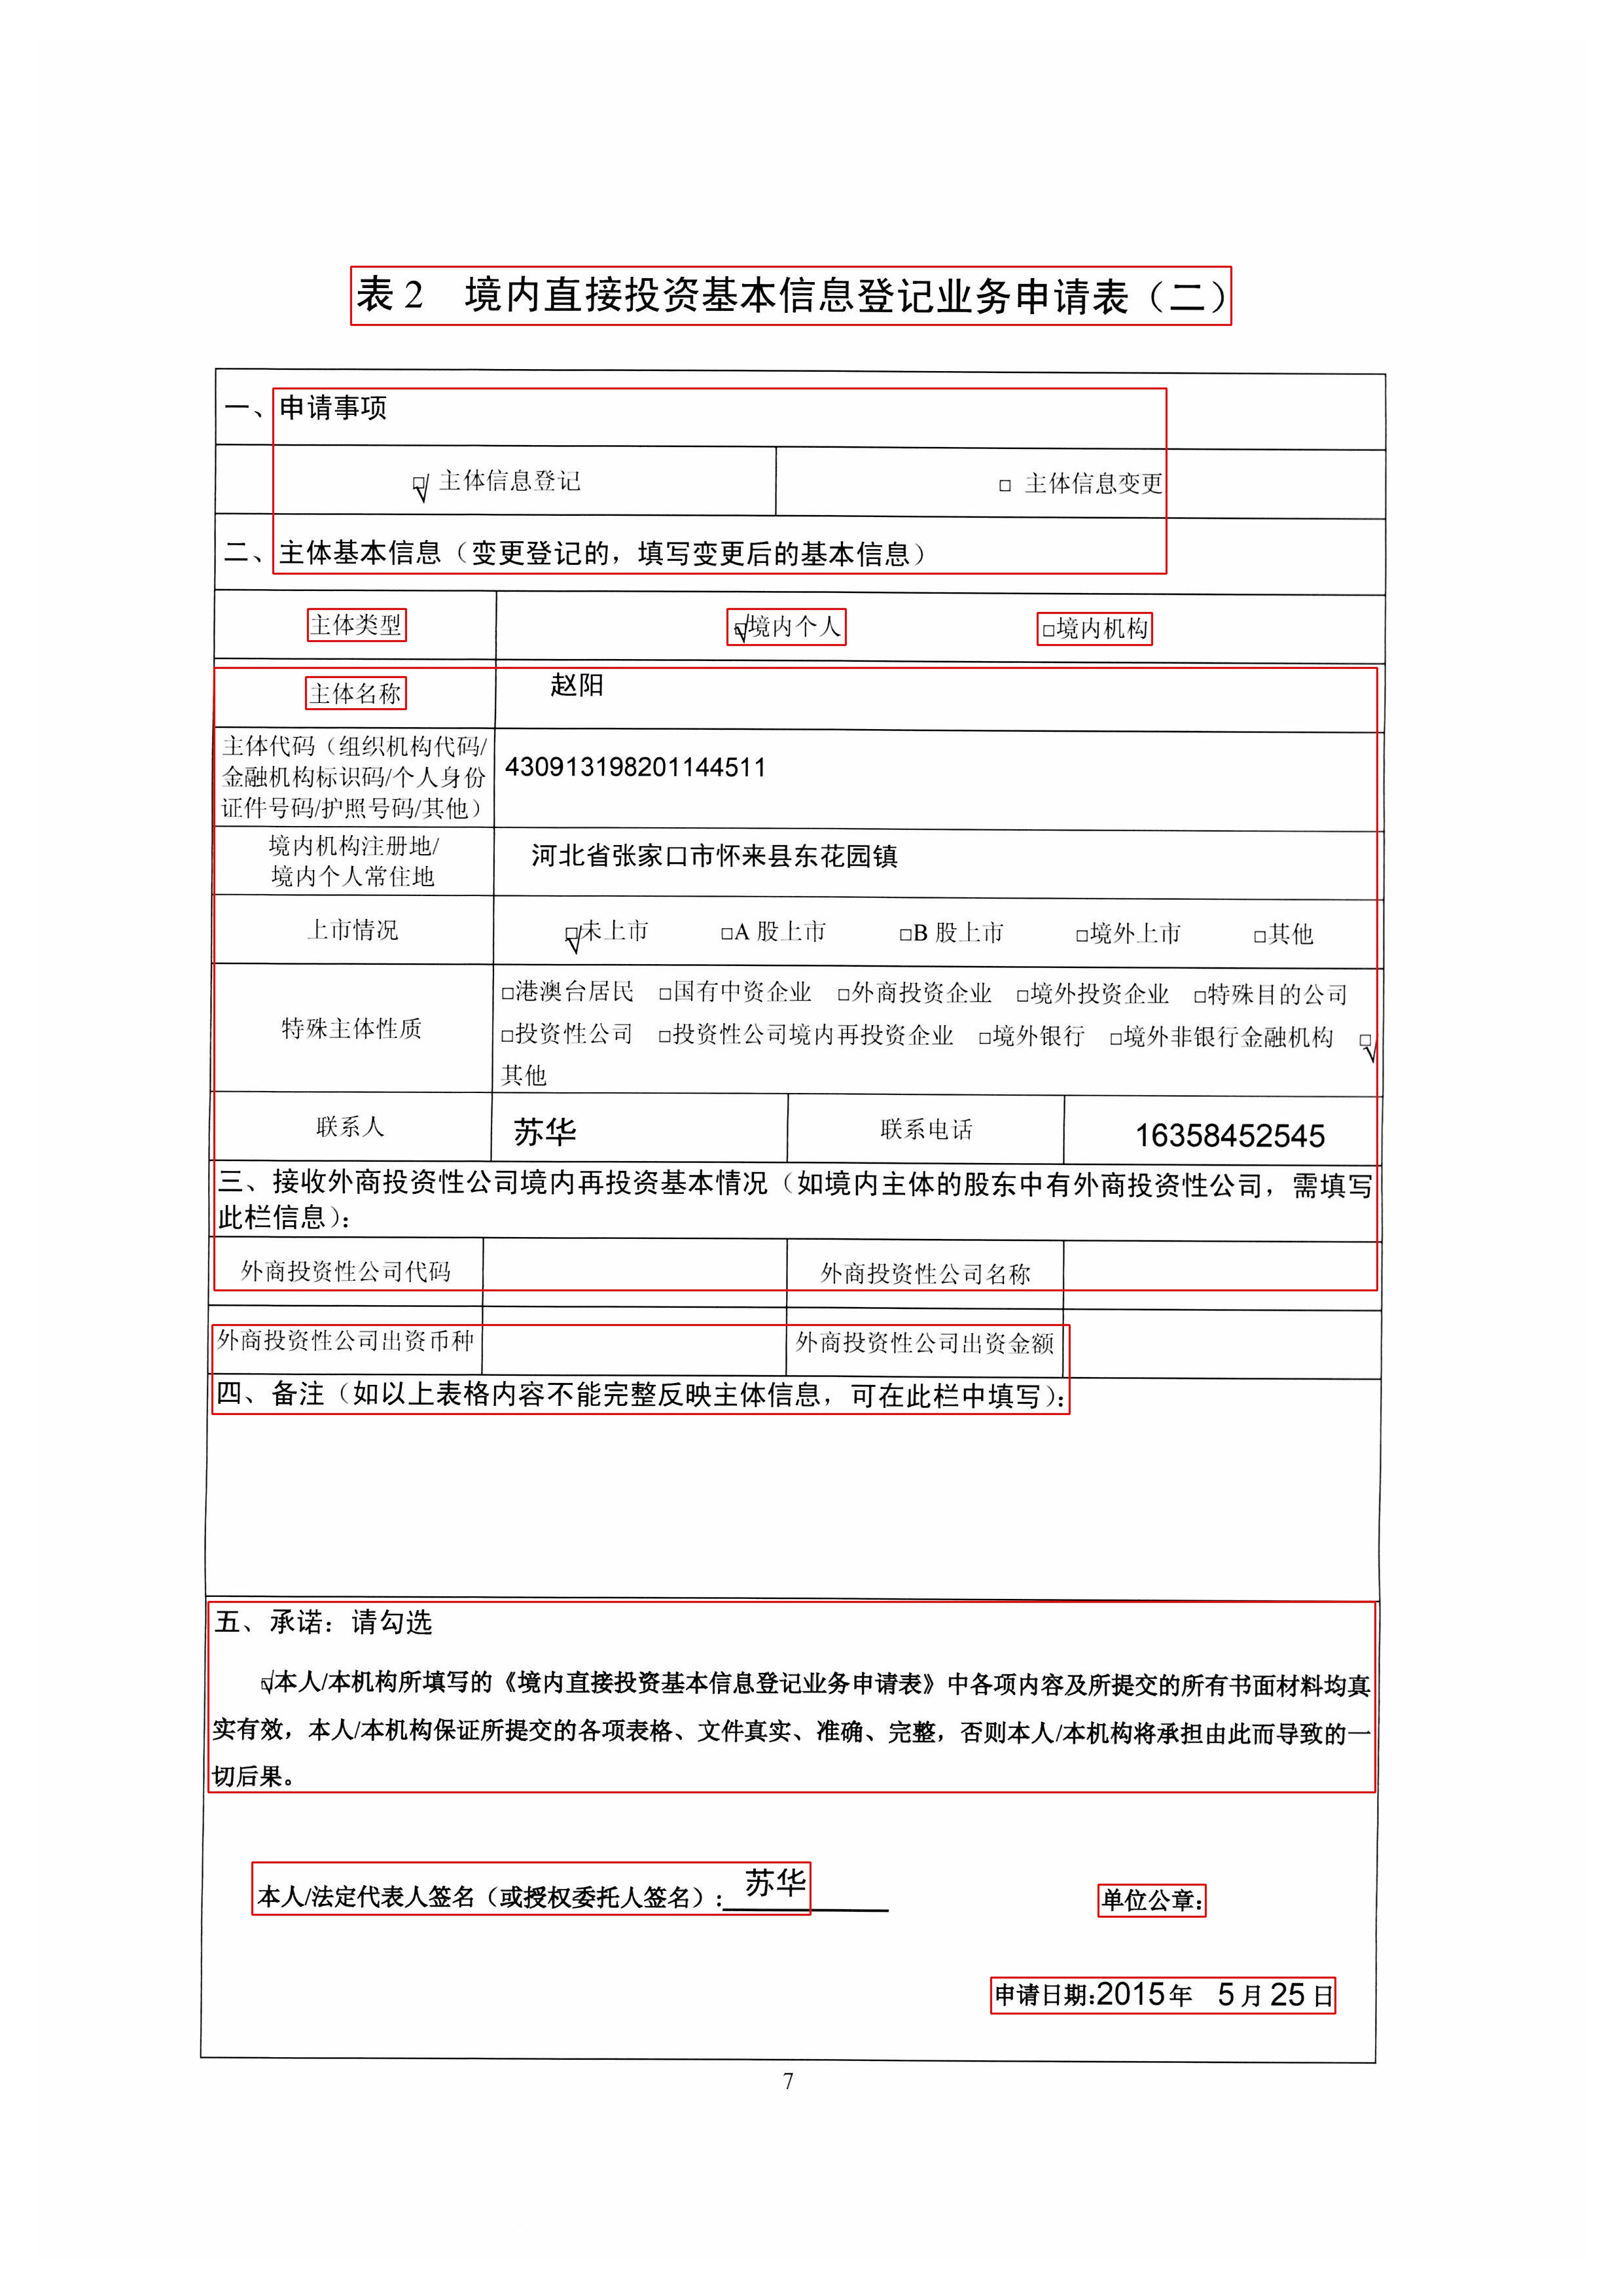 表 2 境内直接投资基本信息登记业务申请表（二）
一、申请事项
☑ 主体信息登记 □ 主体信息变更
二、主体基本信息（变更登记的，填写变更后的基本信息）
主体类型 ☑境内个人 □境内机构
主体名称 赵阳
主体代码（组织机构代码/
金融机构标识码/个人身份
证件号码/护照号码/其他）
430913198201144511
境内机构注册地/
境内个人常住地
河北省张家口市怀来县东花园镇
上市情况 ☑未上市 □A 股上市 □B 股上市 □境外上市 □其他
特殊主体性质
□港澳台居民 □国有中资企业 □外商投资企业 □境外投资企业 □特殊目的公司
□投资性公司 □投资性公司境内再投资企业 □境外银行 □境外非银行金融机构 ☑
其他
联系人 苏华 联系电话 16358452545
三、接收外商投资性公司境内再投资基本情况（如境内主体的股东中有外商投资性公司，需填写
此栏信息）：
外商投资性公司代码 外商投资性公司名称
外商投资性公司出资币种 外商投资性公司出资金额
四、备注（如以上表格内容不能完整反映主体信息，可在此栏中填写）：
五、承诺：请勾选
☑本人/本机构所填写的《境内直接投资基本信息登记业务申请表》中各项内容及所提交的所有书面材料均真
实有效，本人/本机构保证所提交的各项表格、文件真实、准确、完整，否则本人/本机构将承担由此而导致的一
切后果。
本人/法定代表人签名（或授权委托人签名）：苏华 单位公章：
申请日期:2015年 5月25日
7